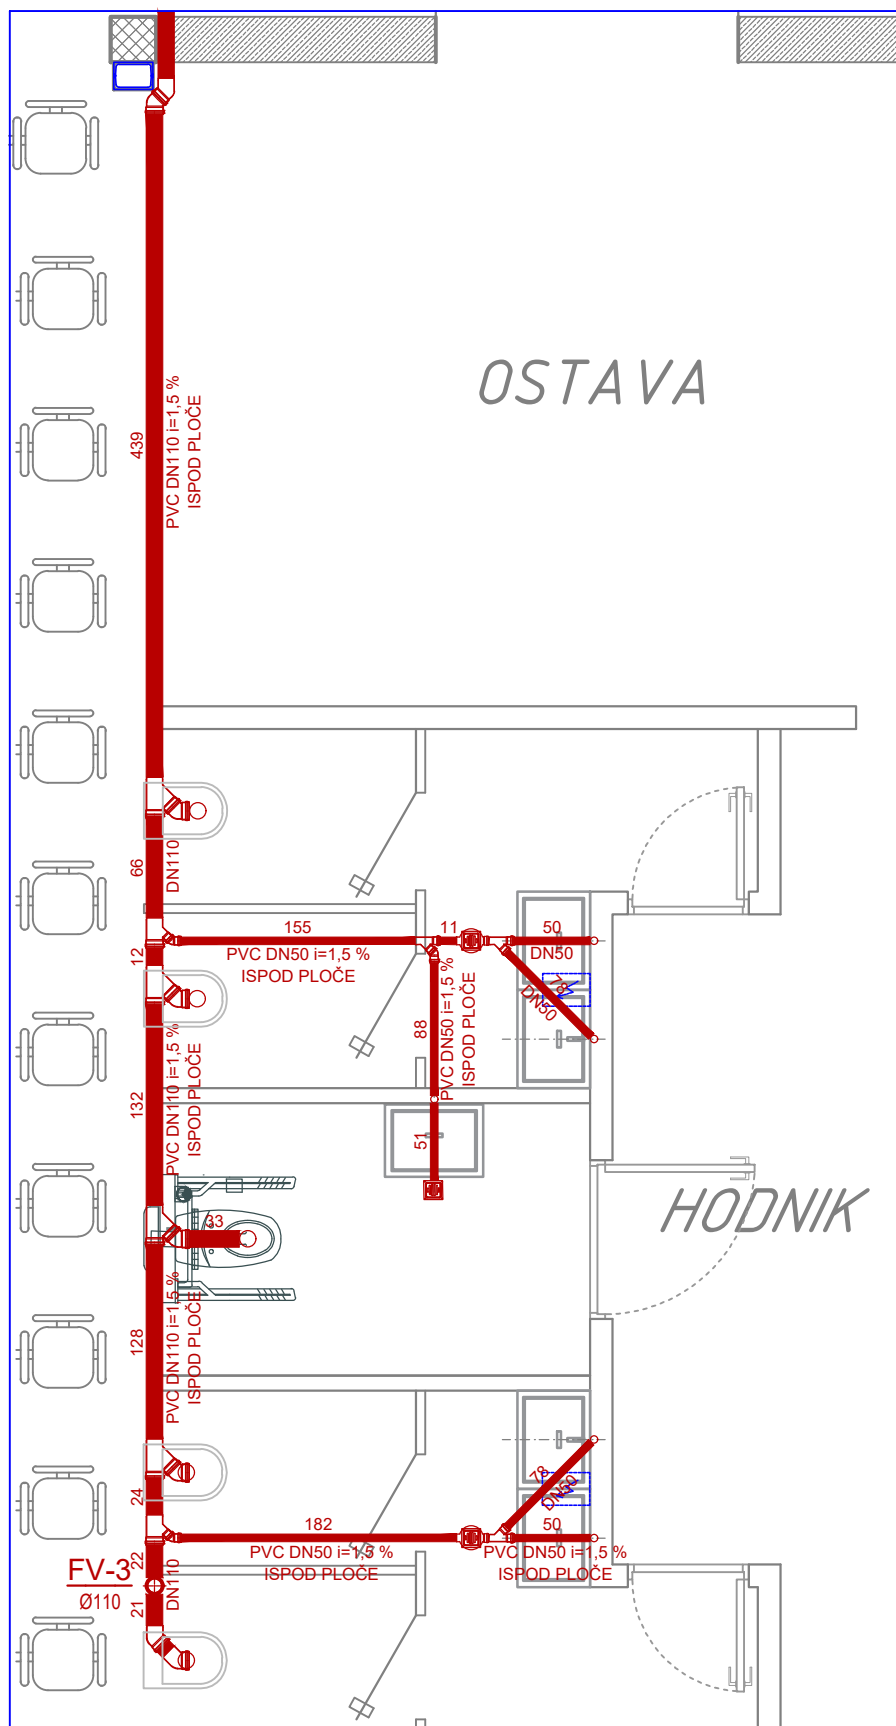 OSTAVA
439
PVC DN110 i=1,5 %
ISPOD PLOČE
66
DN110
155
PVC DN50 i=1,5 %
ISPOD PLOČE
11
50
DN50
12
78
DN50
88
PVC DN50 i=1,5 %
ISPOD PLOČE
132
PVC DN110 i=1,5 %
ISPOD PLOČE
51
HODNIK
33
128
PVC DN110 i=1,5 %
ISPOD PLOČE
78
DN50
24
182
PVC DN50 i=1,5 %
ISPOD PLOČE
50
PVC DN50 i=1,5 %
ISPOD PLOČE
22
FV-3
Ø110
DN110
21